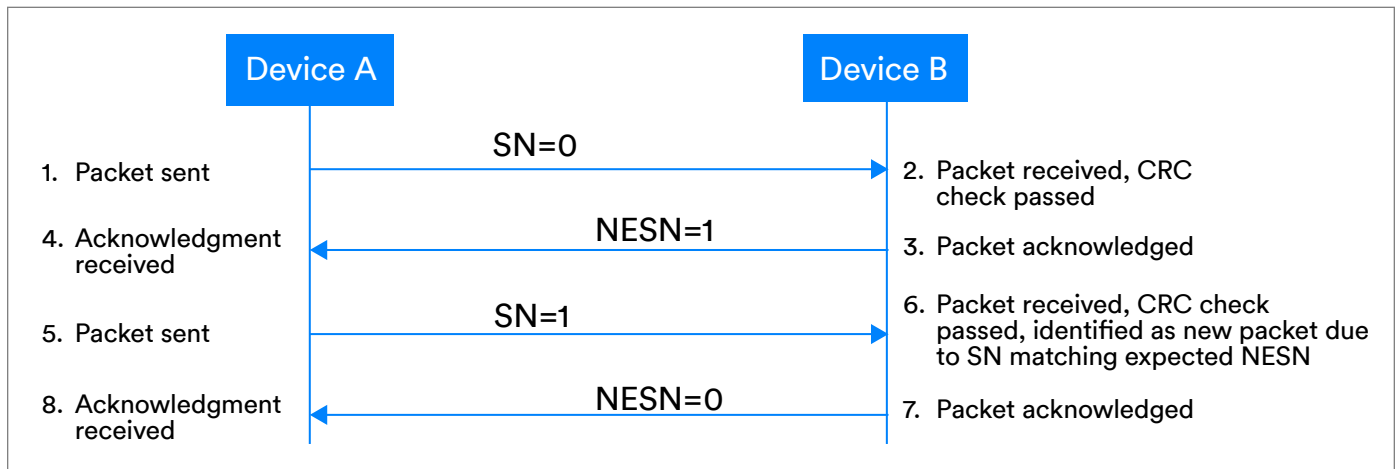 Device A
Device B
SN=0
1. Packet sent
2. Packet received, CRC
check passed
NESN=1
3. Packet acknowledged
4. Acknowledgment
received
SN=1
5. Packet sent
6. Packet received, CRC check
passed, identified as new packet due
to SN matching expected NESN
NESN=0
7. Packet acknowledged
8. Acknowledgment
received